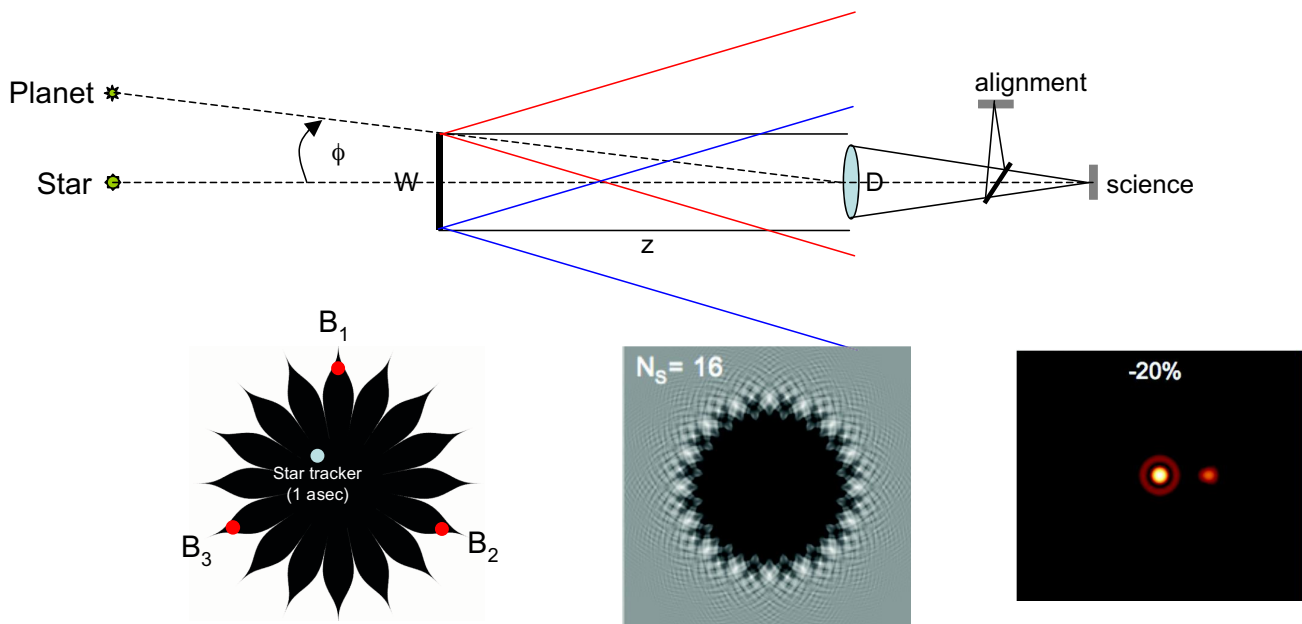 Planet
alignment
ϕ
Star
W
D
science
z
B₁
Nₛ= 16
-20%
Star tracker
(1 asec)
B₃
B₂